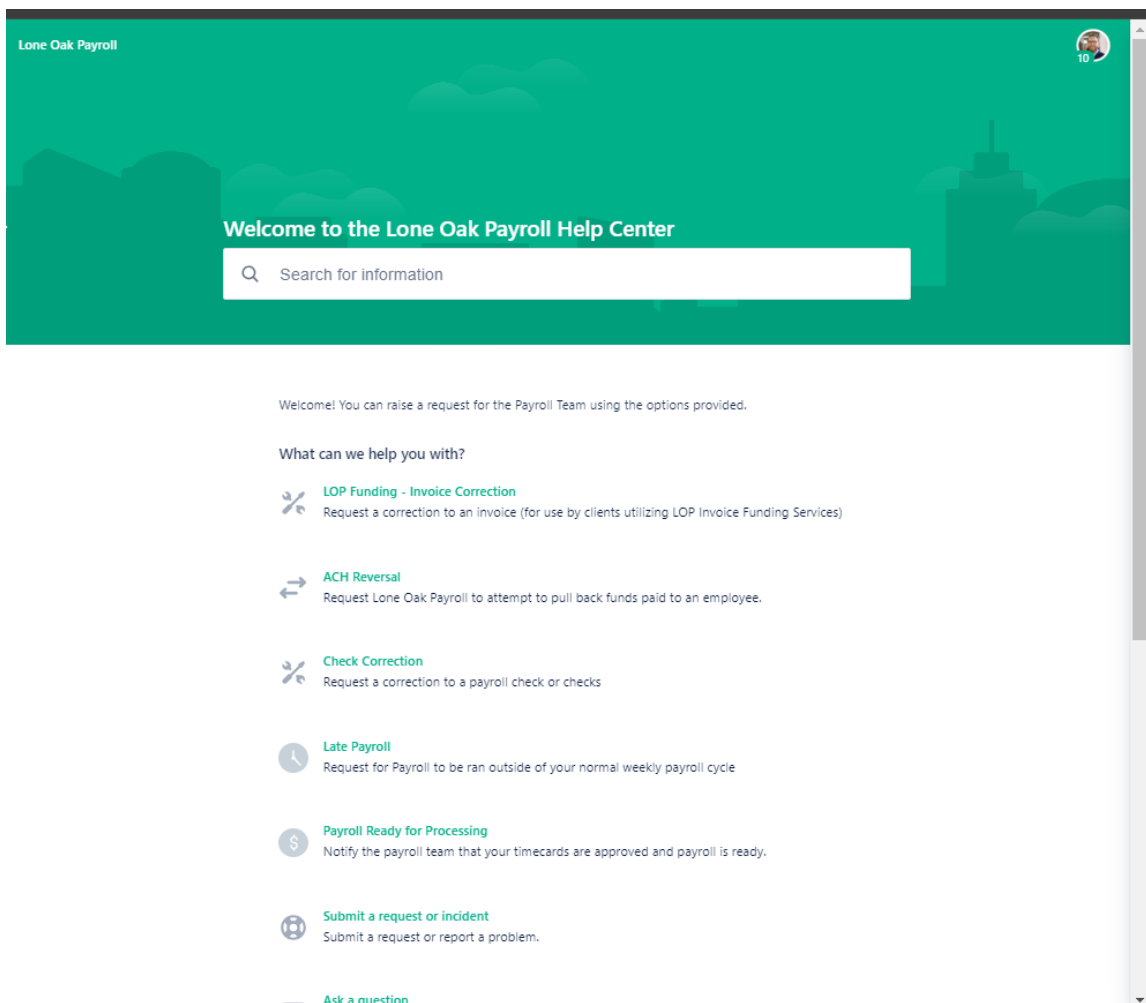 Lone Oak Payroll
10
Welcome to the Lone Oak Payroll Help Center
Search for information
Welcome! You can raise a request for the Payroll Team using the options provided.
What can we help you with?
LOP Funding - Invoice Correction
Request a correction to an invoice (for use by clients utilizing LOP Invoice Funding Services)
ACH Reversal
Request Lone Oak Payroll to attempt to pull back funds paid to an employee.
Check Correction
Request a correction to a payroll check or checks
Late Payroll
Request for Payroll to be ran outside of your normal weekly payroll cycle
$
Payroll Ready for Processing
Notify the payroll team that your timecards are approved and payroll is ready.
Submit a request or incident
Submit a request or report a problem.
Ask a question